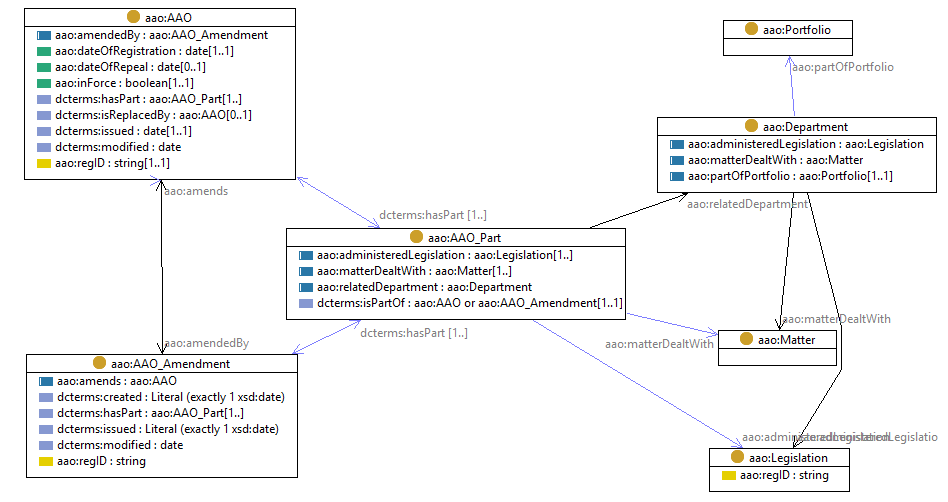 aao:AAO
aao:amendedBy : aao:AAO_Amendment
aao:dateOfRegistration : date[1..1]
aao:dateOfRepeal : date[0..1]
aao:inForce : boolean[1..1]
dcterms:hasPart : aao:AAO_Part[1..]
dcterms:isReplacedBy : aao:AAO[0..1]
dcterms:issued : date[1..1]
dcterms:modified : date
aao:regID : string[1..1]
aao:Portfolio
aao:partOfPortfolio
aao:Department
aao:administeredLegislation : aao:Legislation
aao:matterDealtWith : aao:Matter
aao:partOfPortfolio : aao:Portfolio[1..1]
aao:amends
aao:relatedDepartment
dcterms:hasPart [1..]
aao:AAO_Part
aao:administeredLegislation : aao:Legislation[1..]
aao:matterDealtWith : aao:Matter[1..]
aao:relatedDepartment : aao:Department
dcterms:isPartOf : aao:AAO or aao:AAO_Amendment[1..1]
aao:matterDealtWith
dcterms:hasPart [1..]
aao:amendedBy
aao:matterDealtWith
aao:Matter
aao:AAO_Amendment
aao:amends : aao:AAO
dcterms:created : Literal (exactly 1 xsd:date)
dcterms:hasPart : aao:AAO_Part[1..]
dcterms:issued : Literal (exactly 1 xsd:date)
dcterms:modified : date
aao:regID : string
aao:Legislation
aao:regID : string